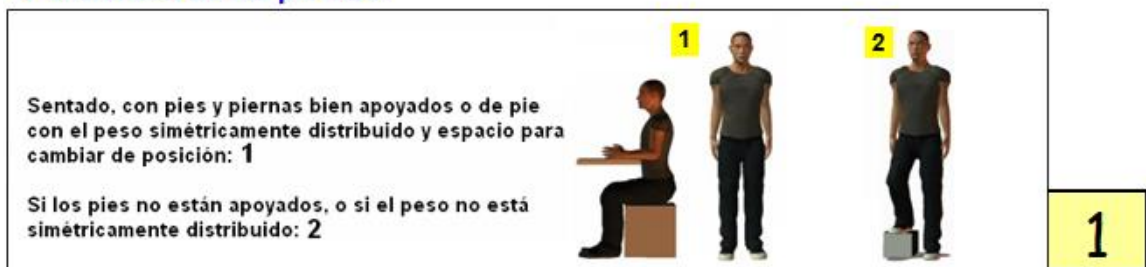 1
2
Sentado, con pies y piernas bien apoyados o de pie
con el peso simétricamente distribuido y espacio para
cambiar de posición: 1
Si los pies no están apoyados, o si el peso no está
simétricamente distribuido: 2
1